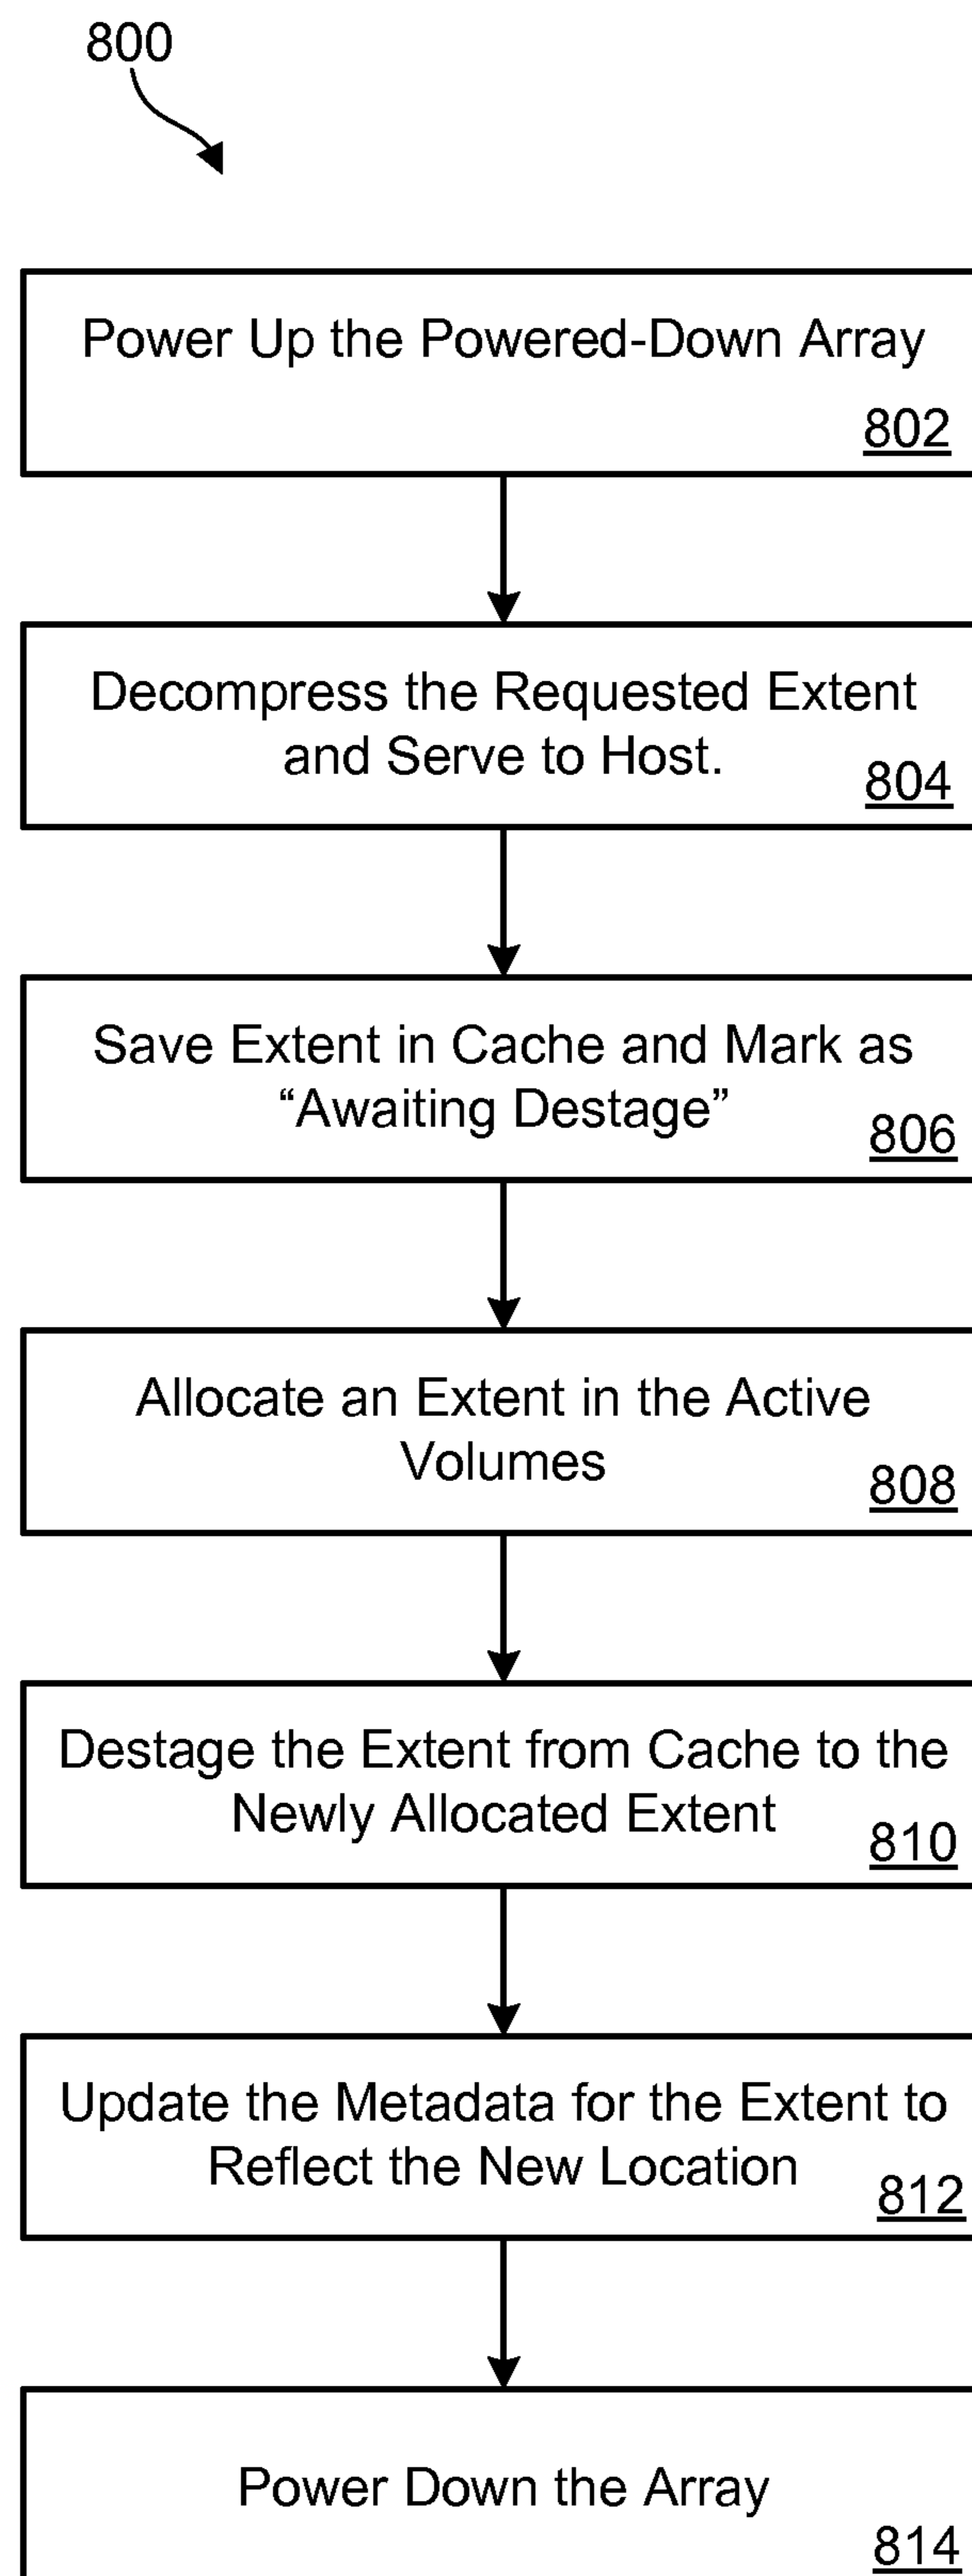 800
Power Up the Powered-Down Array
802
Decompress the Requested Extent
and Serve to Host.
804
Save Extent in Cache and Mark as
“Awaiting Destage”
806
Allocate an Extent in the Active
Volumes
808
Destage the Extent from Cache to the
Newly Allocated Extent
810
Update the Metadata for the Extent to
Reflect the New Location
812
Power Down the Array
814